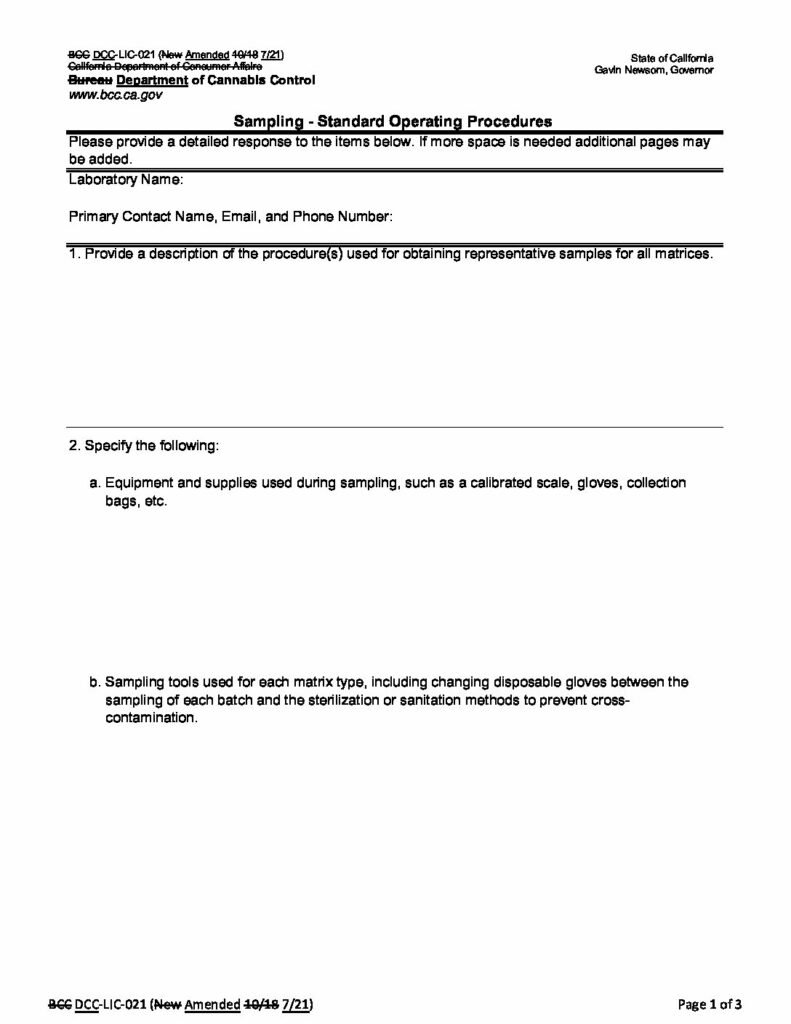 BCC DCC-LIC-021 (New Amended 10/18 7/21)
California Department of Consumer Affairs
Bureau Department of Cannabis Control
www.bcc.ca.gov
State of California
Gavin Newsom, Governor
Sampling - Standard Operating Procedures
Please provide a detailed response to the items below. If more space is needed additional pages may
be added.
Laboratory Name:
Primary Contact Name, Email, and Phone Number:
1. Provide a description of the procedure(s) used for obtaining representative samples for all matrices.
2. Specify the following:
a. Equipment and supplies used during sampling, such as a calibrated scale, gloves, collection
bags, etc.
b. Sampling tools used for each matrix type, including changing disposable gloves between the
sampling of each batch and the sterilization or sanitation methods to prevent cross-
contamination.
BCC DCC-LIC-021 (New Amended 10/18 7/21)
Page 1 of 3